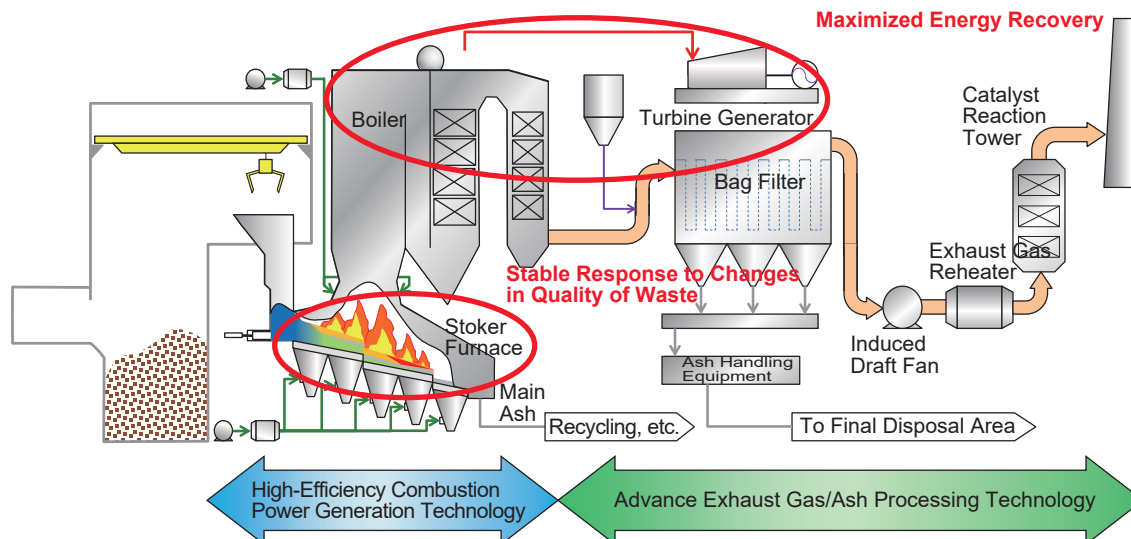 Maximized Energy Recovery
Boiler
Turbine Generator
Catalyst
Reaction
Tower
Bag Filter
Stable Response to Changes
in Quality of Waste
Exhaust Gas
Reheater
Stoker
Furnace
Induced
Draft Fan
Ash Handling
Equipment
Main
Ash
Recycling, etc.
To Final Disposal Area
High-Efficiency Combustion
Power Generation Technology
Advance Exhaust Gas/Ash Processing Technology